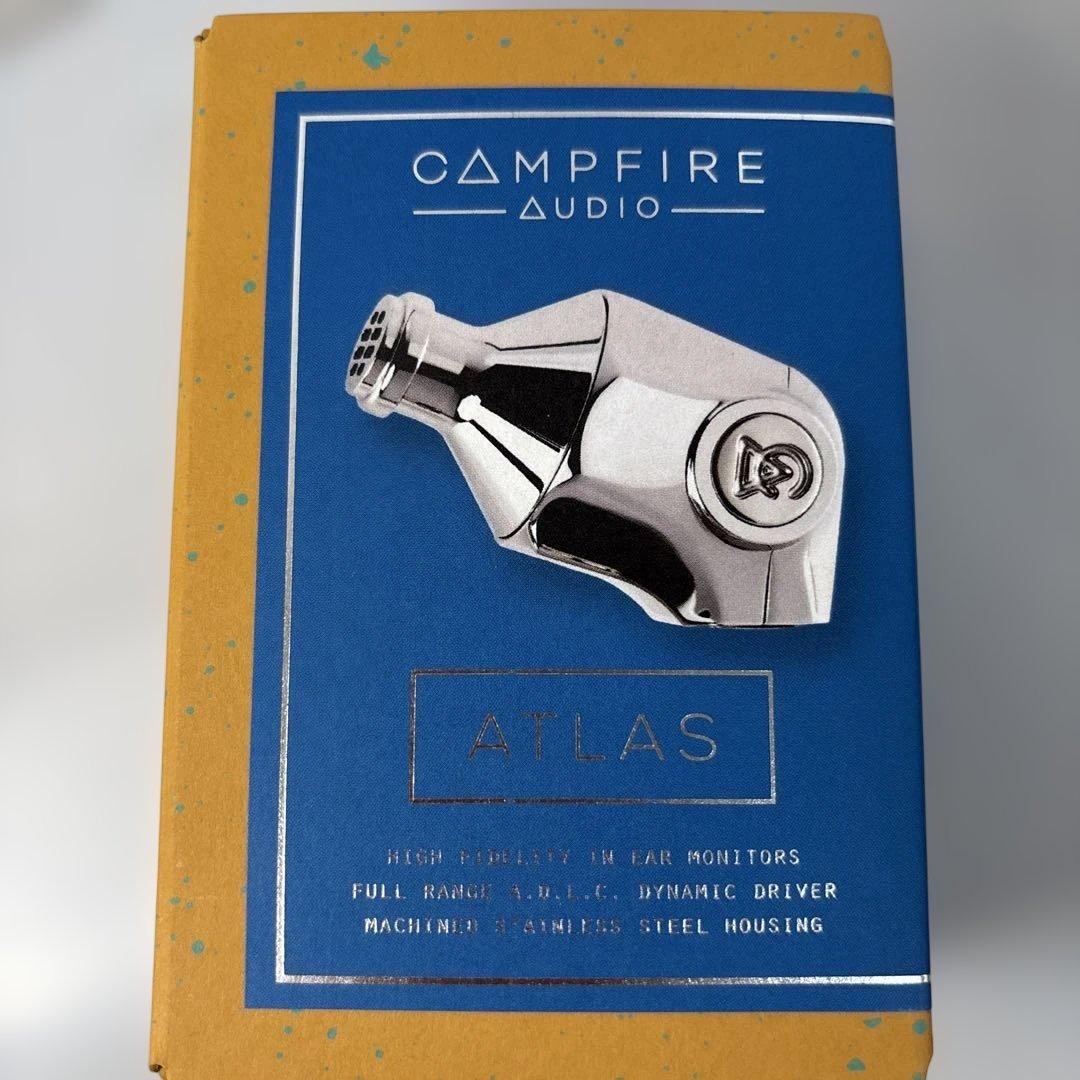 CAMPFIRE
AUDIO
ATLAS
HIGH FIDELITY IN EAR MONITORS
FULL RANGE A.D.L.C. DYNAMIC DRIVER
MACHINED STAINLESS STEEL HOUSING